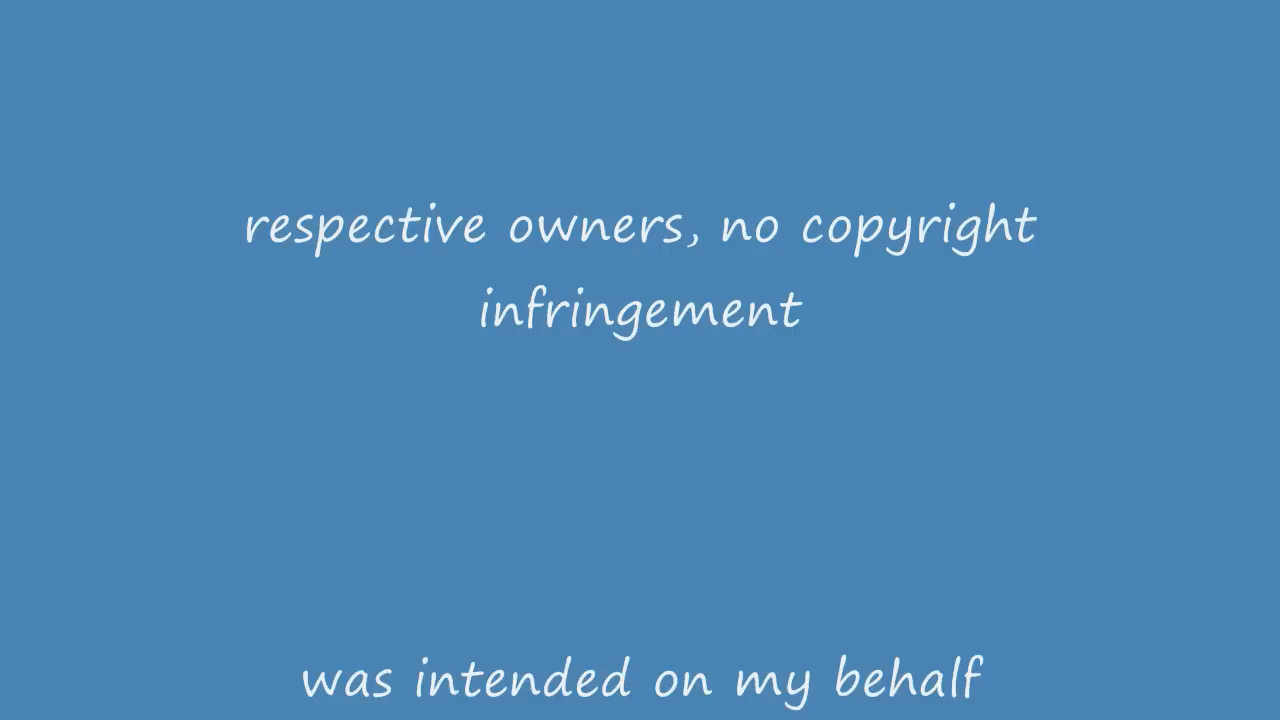 respective owners, no copyright
infringement
was intended on my behalf